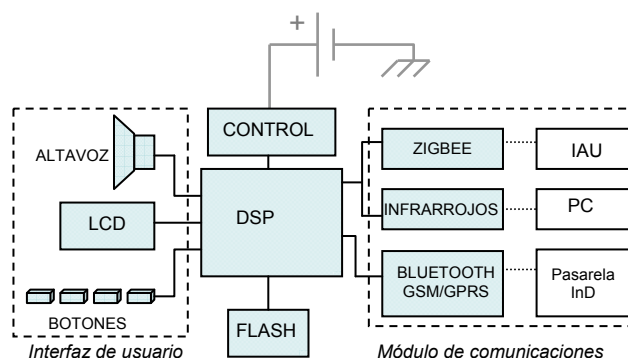 +
CONTROL
ALTAVOZ
LCD
BOTONES
Interfaz de usuario
DSP
FLASH
ZIGBEE
IAU
INFRARROJOS
PC
BLUETOOTH
GSM/GPRS
Pasarela
InD
Módulo de comunicaciones